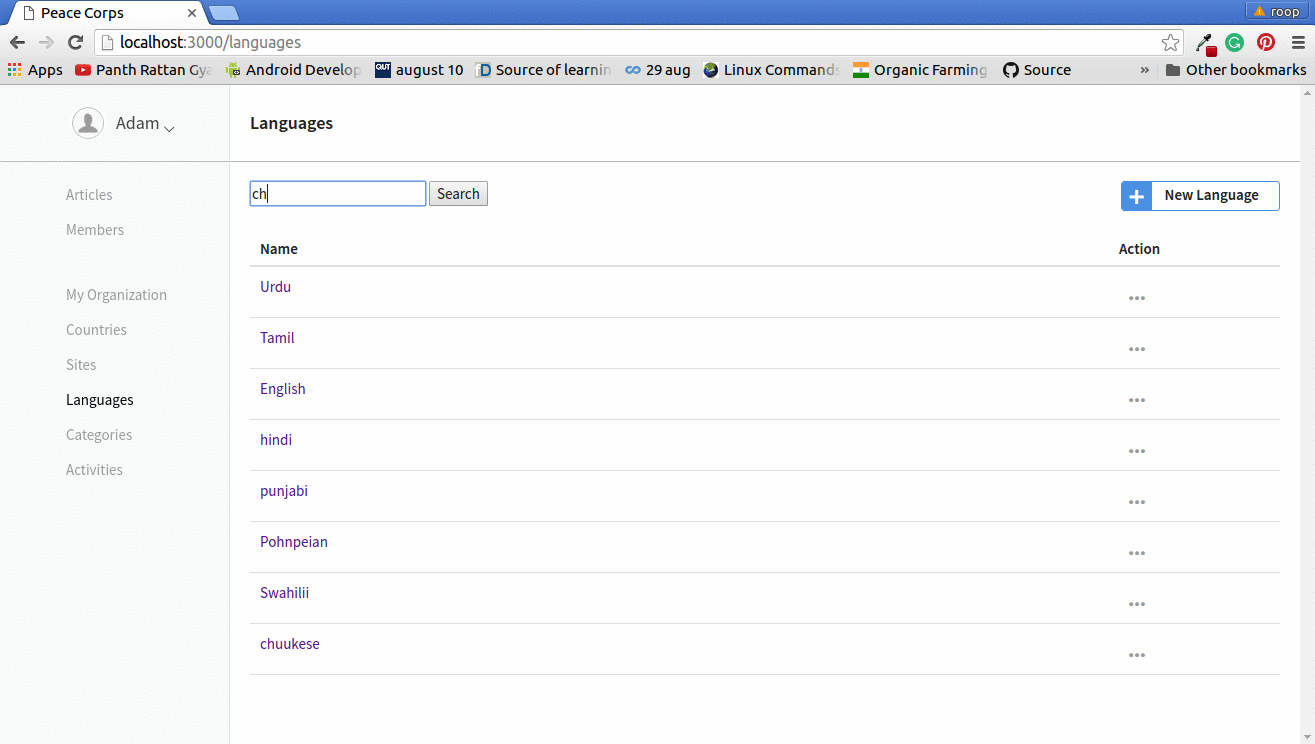 Peace Corps
roop
localhost:3000/languages
Apps Panth Rattan Gya Android Develop august 10 Source of learnin 29 aug Linux Commands Organic Farming Source » Other bookmarks
Adam
Languages
Articles
Members
My Organization
Countries
Sites
Languages
Categories
Activities
ch Search
+ New Language
Name Action
Urdu
Tamil
English
hindi
punjabi
Pohnpeian
Swahilii
chuukese